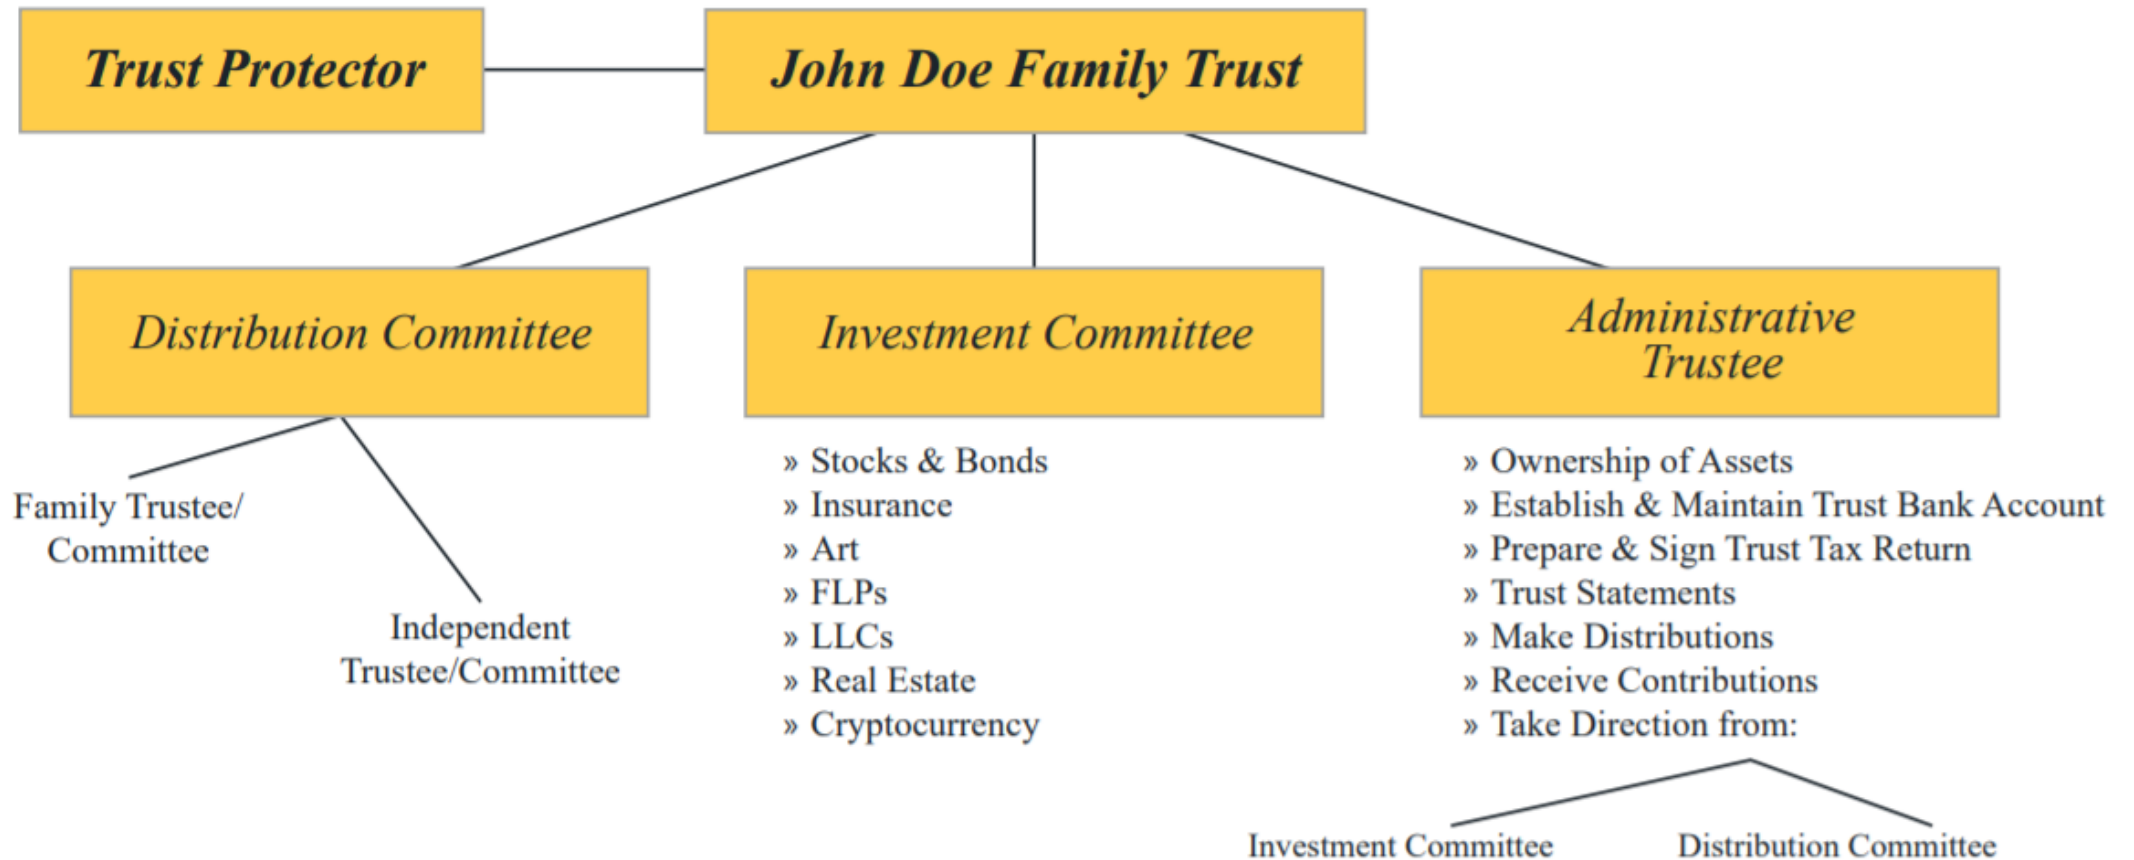 Trust Protector
John Doe Family Trust
Distribution Committee
Investment Committee
Administrative
Trustee
Family Trustee/
Committee
Independent
Trustee/Committee
» Stocks & Bonds
» Insurance
» Art
» FLPs
» LLCs
» Real Estate
» Cryptocurrency
» Ownership of Assets
» Establish & Maintain Trust Bank Account
» Prepare & Sign Trust Tax Return
» Trust Statements
» Make Distributions
» Receive Contributions
» Take Direction from:
Investment Committee
Distribution Committee